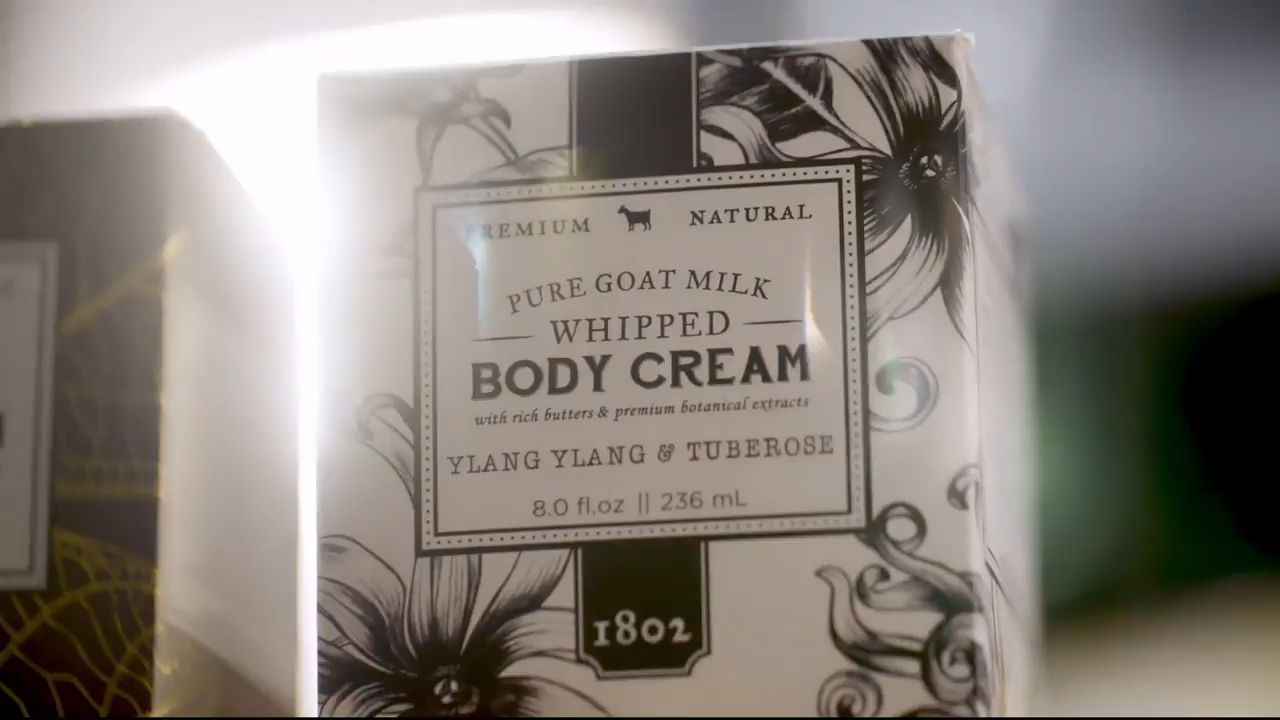 PREMIUM NATURAL
PURE GOAT MILK
WHIPPED
BODY CREAM
with rich butters & premium botanical extracts
YLANG YLANG & TUBEROSE
8.0 fl.oz || 236 mL
1802